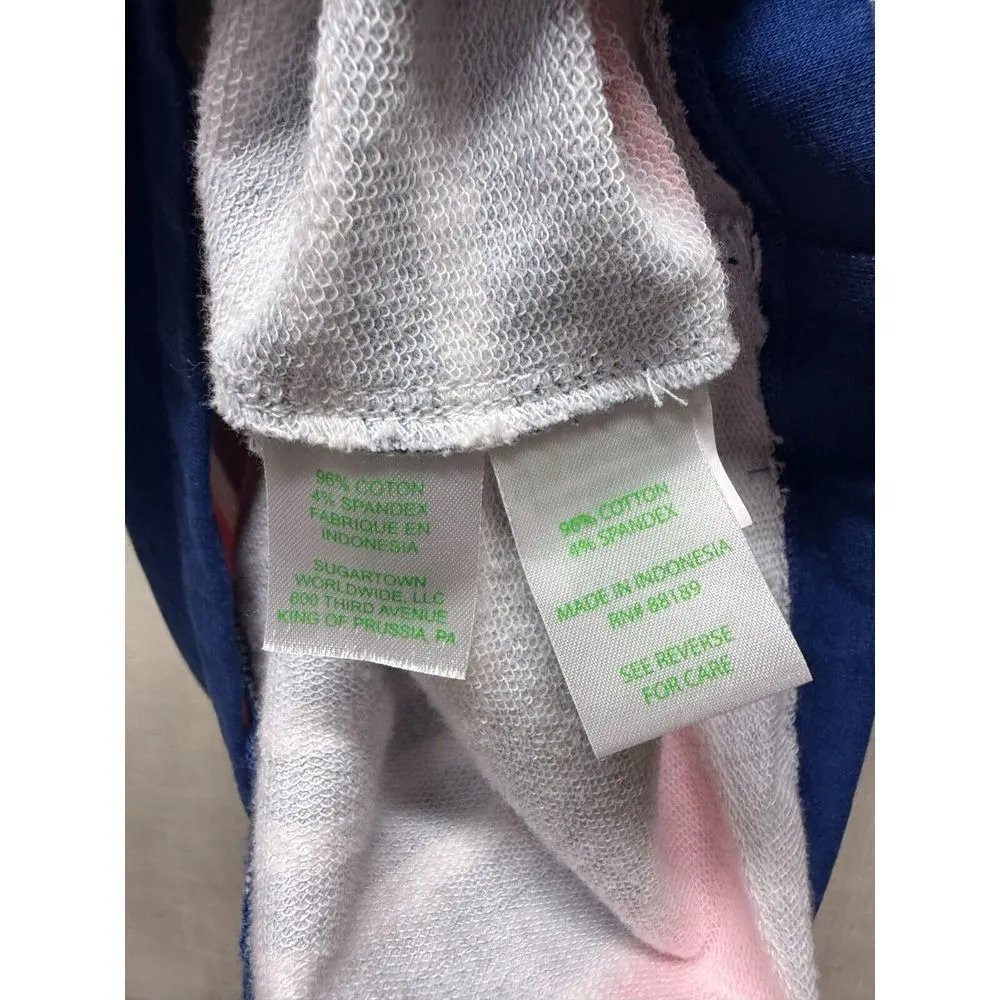 96% COTON
4% SPANDEX
FABRIQUE EN
INDONESIA
SUGARTOWN
WORLDWIDE, LLC
800 THIRD AVENUE
KING OF PRUSSIA, PA
96% COTTON
4% SPANDEX
MADE IN INDONESIA
RN# 88189
SEE REVERSE
FOR CARE